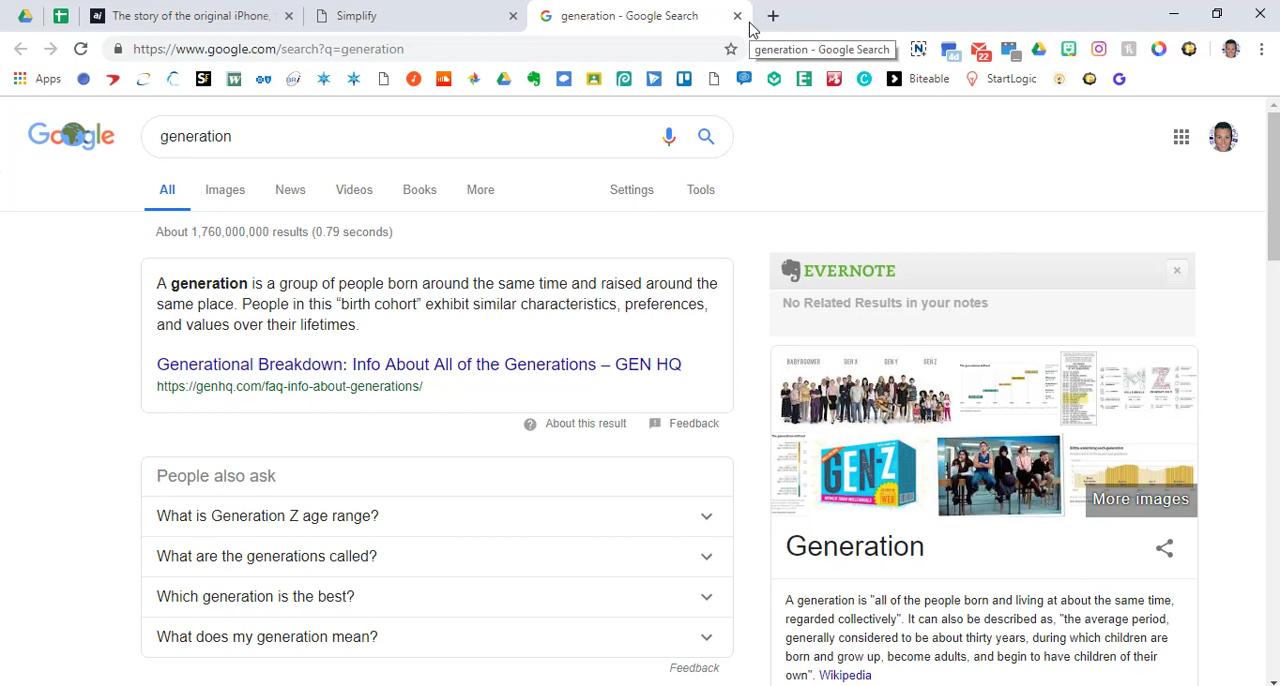 The story of the original iPhone,
Simplify
generation - Google Search
https://www.google.com/search?q=generation
generation - Google Search
4d
22
Apps
Biteable
StartLogic
Google
generation
All Images News Videos Books More Settings Tools
About 1,760,000,000 results (0.79 seconds)
A generation is a group of people born around the same time and raised around the
same place. People in this “birth cohort” exhibit similar characteristics, preferences,
and values over their lifetimes.
Generational Breakdown: Info About All of the Generations – GEN HQ
https://genhq.com/faq-info-about-generations/
About this result Feedback
People also ask
What is Generation Z age range?
What are the generations called?
Which generation is the best?
What does my generation mean?
Feedback
EVERNOTE
No Related Results in your notes
BABYBOOMER GEN X GEN Y GEN Z
GEN-Z
More images
Generation
A generation is "all of the people born and living at about the same time,
regarded collectively". It can also be described as, "the average period,
generally considered to be about thirty years, during which children are
born and grow up, become adults, and begin to have children of their
own". Wikipedia